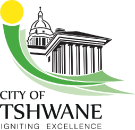 CITY OF
TSHWANE
IGNITING EXCELLENCE